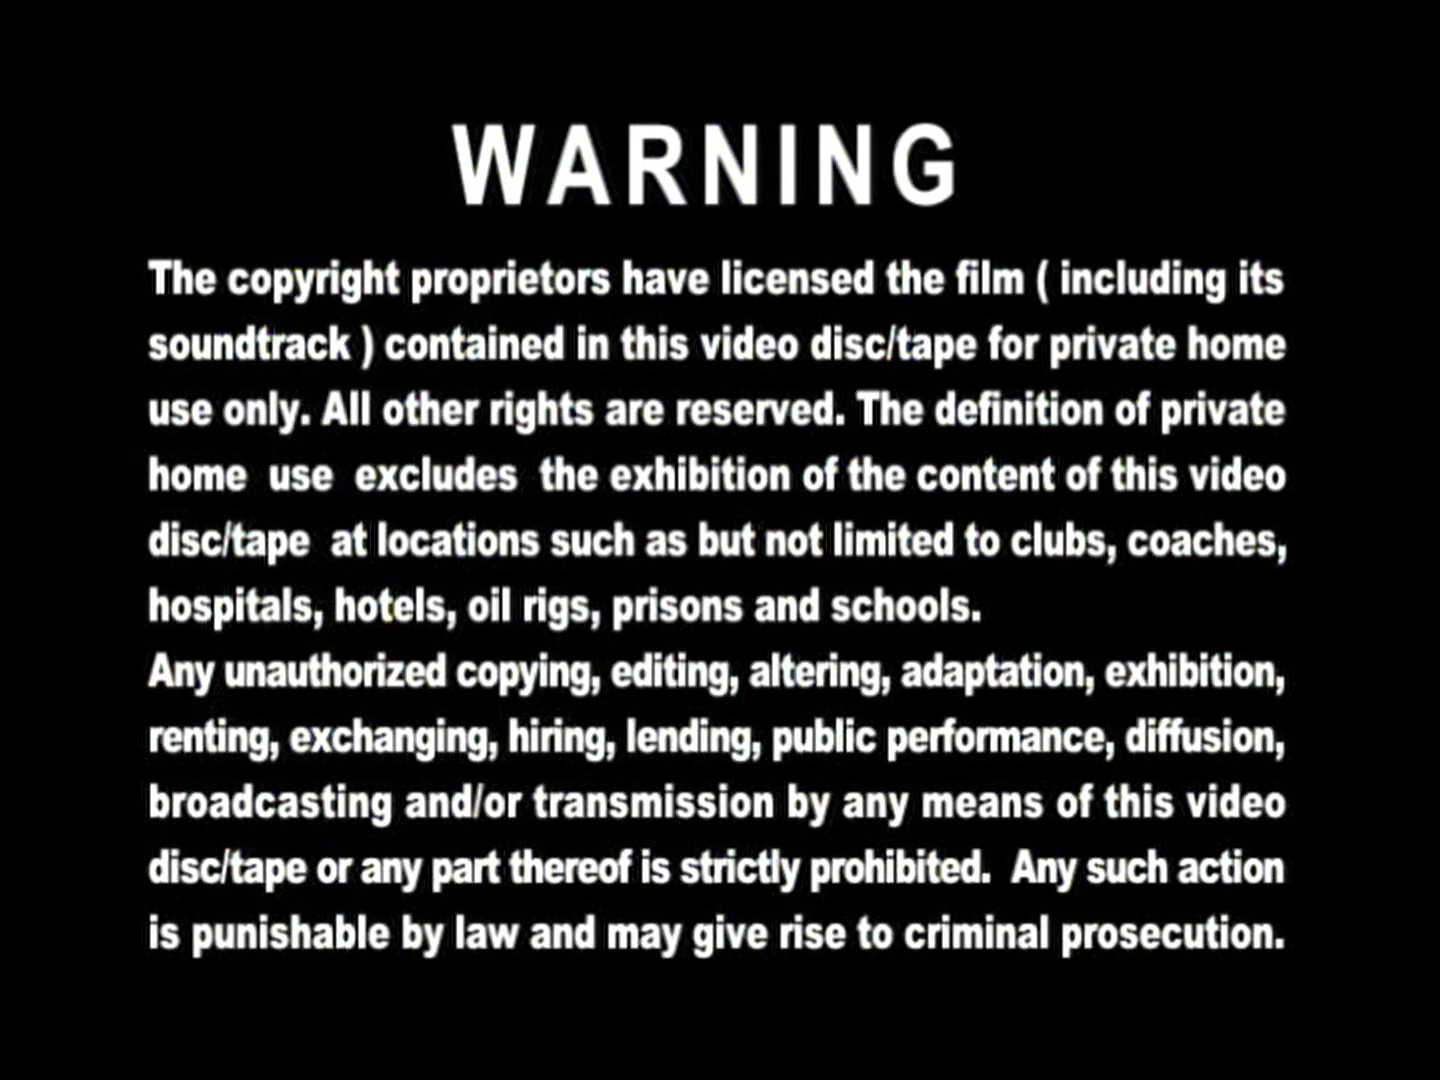 WARNING
The copyright proprietors have licensed the film ( including its
soundtrack ) contained in this video disc/tape for private home
use only. All other rights are reserved. The definition of private
home use excludes the exhibition of the content of this video
disc/tape at locations such as but not limited to clubs, coaches,
hospitals, hotels, oil rigs, prisons and schools.
Any unauthorized copying, editing, altering, adaptation, exhibition,
renting, exchanging, hiring, lending, public performance, diffusion,
broadcasting and/or transmission by any means of this video
disc/tape or any part thereof is strictly prohibited. Any such action
is punishable by law and may give rise to criminal prosecution.